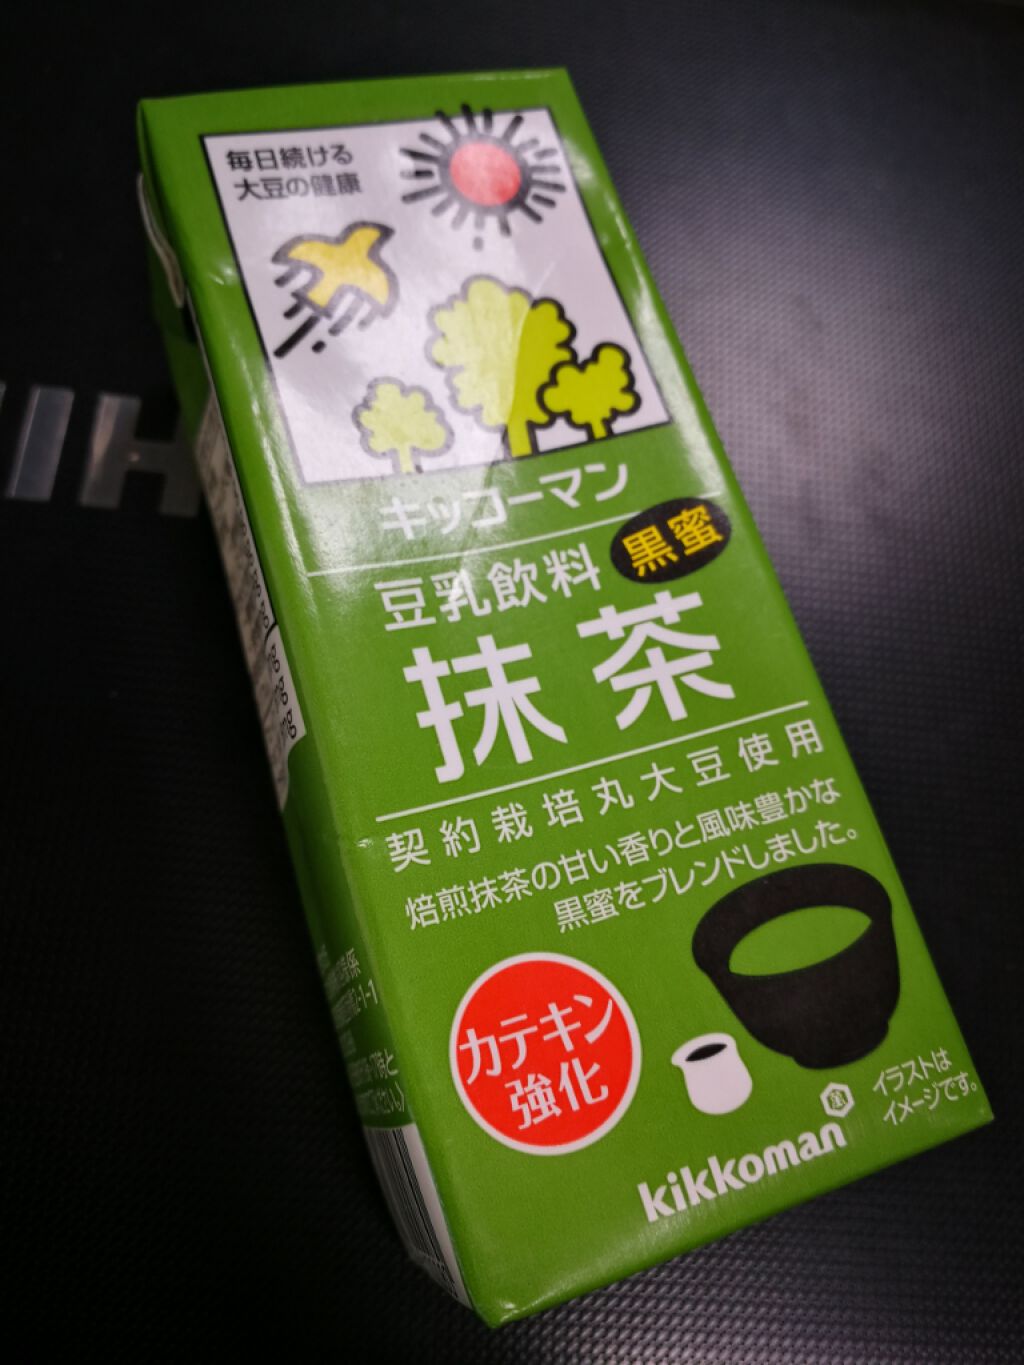 毎日続ける
大豆の健康
キッコーマン
豆乳飲料
黒蜜
抹茶
契約栽培丸大豆使用
焙煎抹茶の甘い香りと風味豊かな
黒蜜をブレンドしました。
カテキン
強化
イラストは
イメージです。
kikkoman